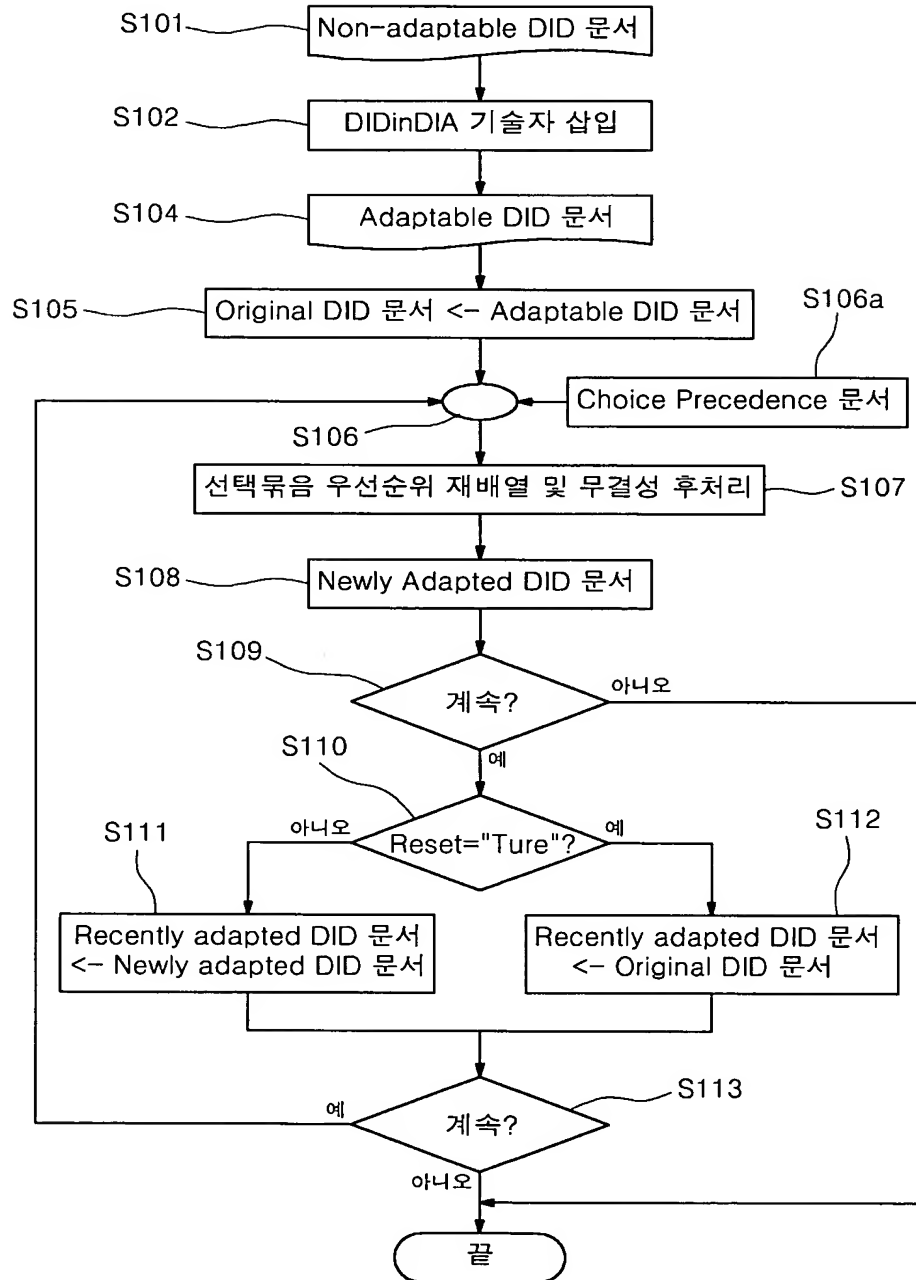 S101
Non-adaptable DID 문서
S102
DIDinDIA 기술자 삽입
S104
Adaptable DID 문서
S105
Original DID 문서 <- Adaptable DID 문서
S106a
Choice Precedence 문서
S106
선택묶음 우선순위 재배열 및 무결성 후처리
S107
S108
Newly Adapted DID 문서
S109
계속?
아니오
예
S110
Reset="Ture"?
아니오
예
S111
Recently adapted DID 문서
<- Newly adapted DID 문서
S112
Recently adapted DID 문서
<- Original DID 문서
S113
계속?
예
아니오
끝